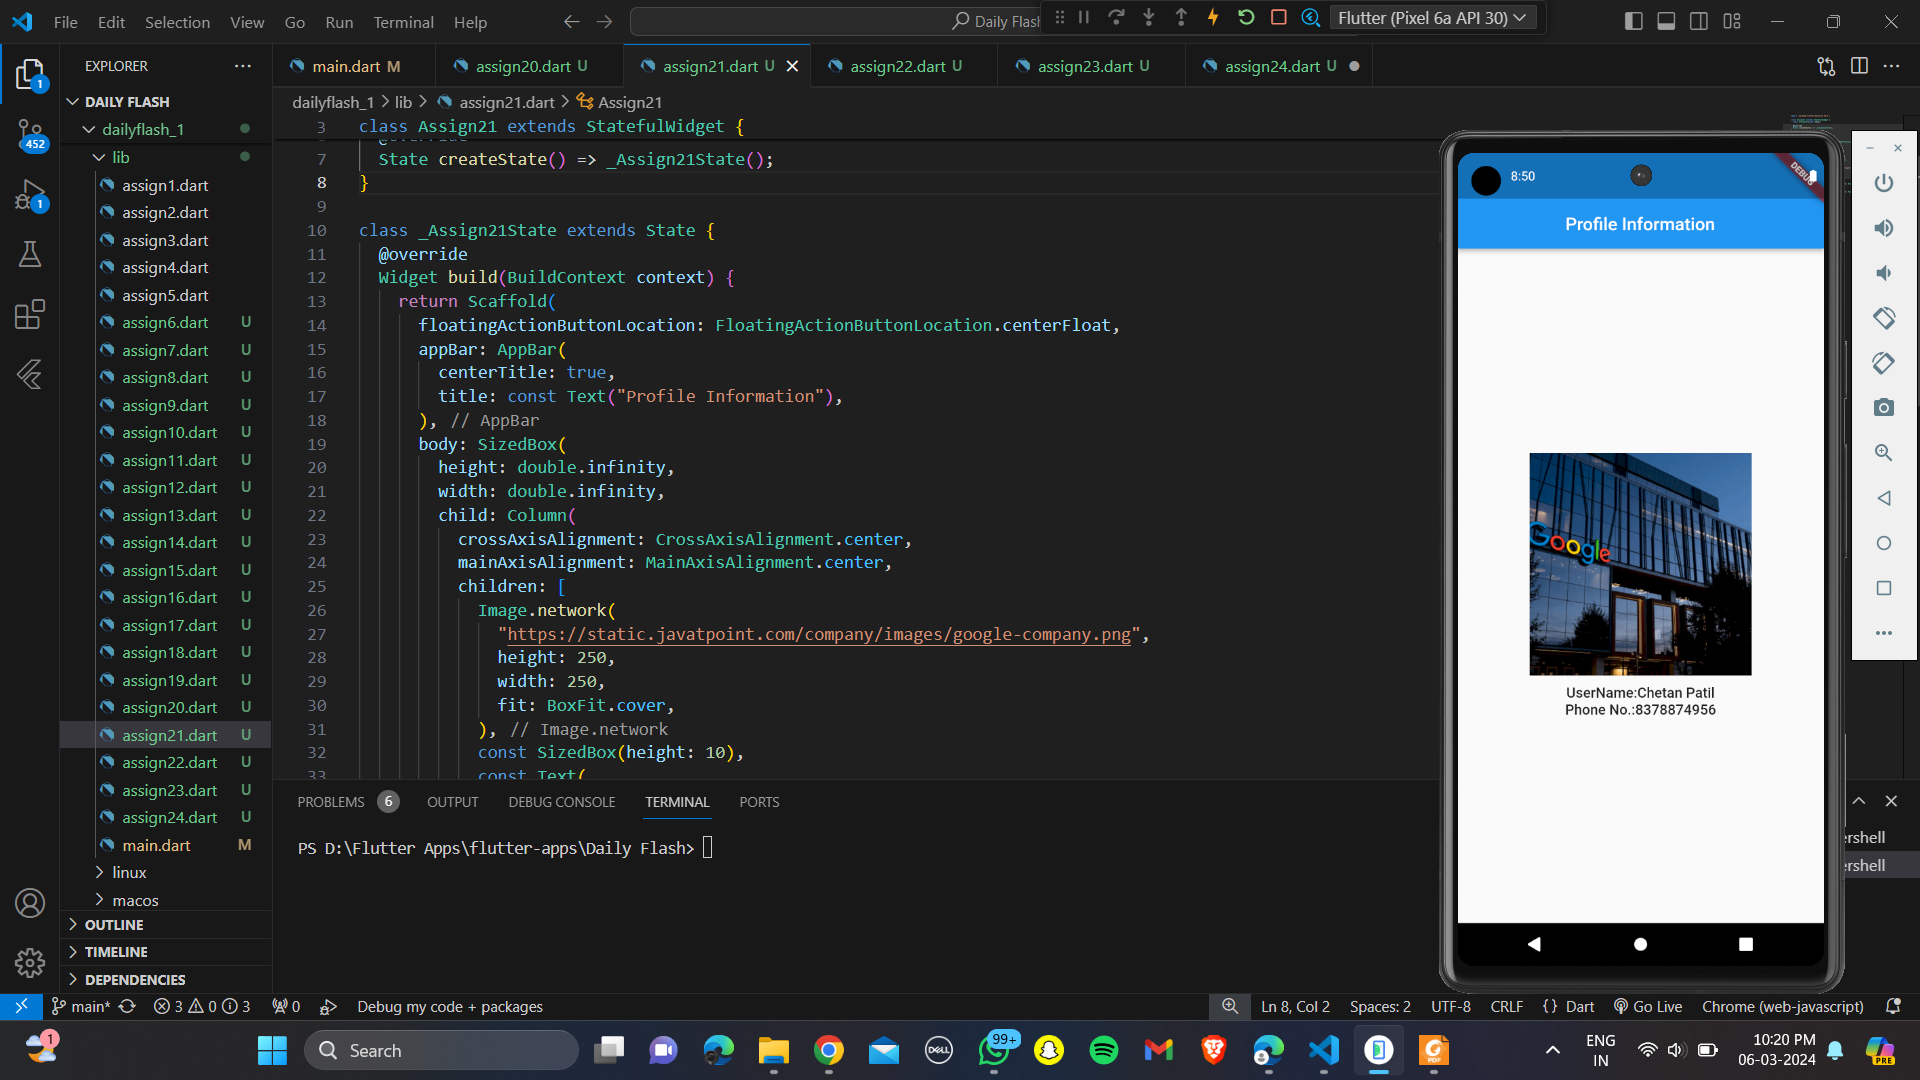 File Edit Selection View Go Run Terminal Help
Daily Flash
Flutter (Pixel 6a API 30)
EXPLORER
main.dart M
assign20.dart U
assign21.dart U
assign22.dart U
assign23.dart U
assign24.dart U
DAILY FLASH
dailyflash_1
lib
assign1.dart
assign2.dart
assign3.dart
assign4.dart
assign5.dart
assign6.dart U
assign7.dart U
assign8.dart U
assign9.dart U
assign10.dart U
assign11.dart U
assign12.dart U
assign13.dart U
assign14.dart U
assign15.dart U
assign16.dart U
assign17.dart U
assign18.dart U
assign19.dart U
assign20.dart U
assign21.dart U
assign22.dart U
assign23.dart U
assign24.dart U
main.dart M
linux
macos
OUTLINE
TIMELINE
DEPENDENCIES
1
452
1
dailyflash_1 > lib > assign21.dart > Assign21
3 class Assign21 extends StatefulWidget {
7 State createState() => _Assign21State();
8 }
9
10 class _Assign21State extends State {
11 @override
12 Widget build(BuildContext context) {
13 return Scaffold(
14 floatingActionButtonLocation: FloatingActionButtonLocation.centerFloat,
15 appBar: AppBar(
16 centerTitle: true,
17 title: const Text("Profile Information"),
18 ), // AppBar
19 body: SizedBox(
20 height: double.infinity,
21 width: double.infinity,
22 child: Column(
23 crossAxisAlignment: CrossAxisAlignment.center,
24 mainAxisAlignment: MainAxisAlignment.center,
25 children: [
26 Image.network(
27 "https://static.javatpoint.com/company/images/google-company.png",
28 height: 250,
29 width: 250,
30 fit: BoxFit.cover,
31 ), // Image.network
32 const SizedBox(height: 10),
33 const Text(
8:50
DEBUG
Profile Information
Google
UserName:Chetan Patil
Phone No.:8378874956
PROBLEMS 6 OUTPUT DEBUG CONSOLE TERMINAL PORTS
PS D:\Flutter Apps\flutter-apps\Daily Flash>
ershell
ershell
main* 3 0 3 0 Debug my code + packages
Ln 8, Col 2 Spaces: 2 UTF-8 CRLF {} Dart Go Live Chrome (web-javascript)
1
Search
DELL
99+
ENG
IN
10:20 PM
06-03-2024
PRE